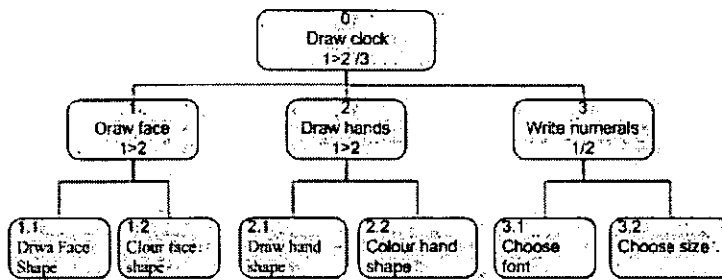 0.
Draw clock
1>2 /3
1.
Draw face
1>2
2.
Draw hands
1>2
3
Write numerals
1/2
1.1
Drwa Face
Shape
1.2
Clour face
shape
2.1
Draw hand
shape
2.2
Colour hand
shape
3.1
Choose
font
3.2
Choose size